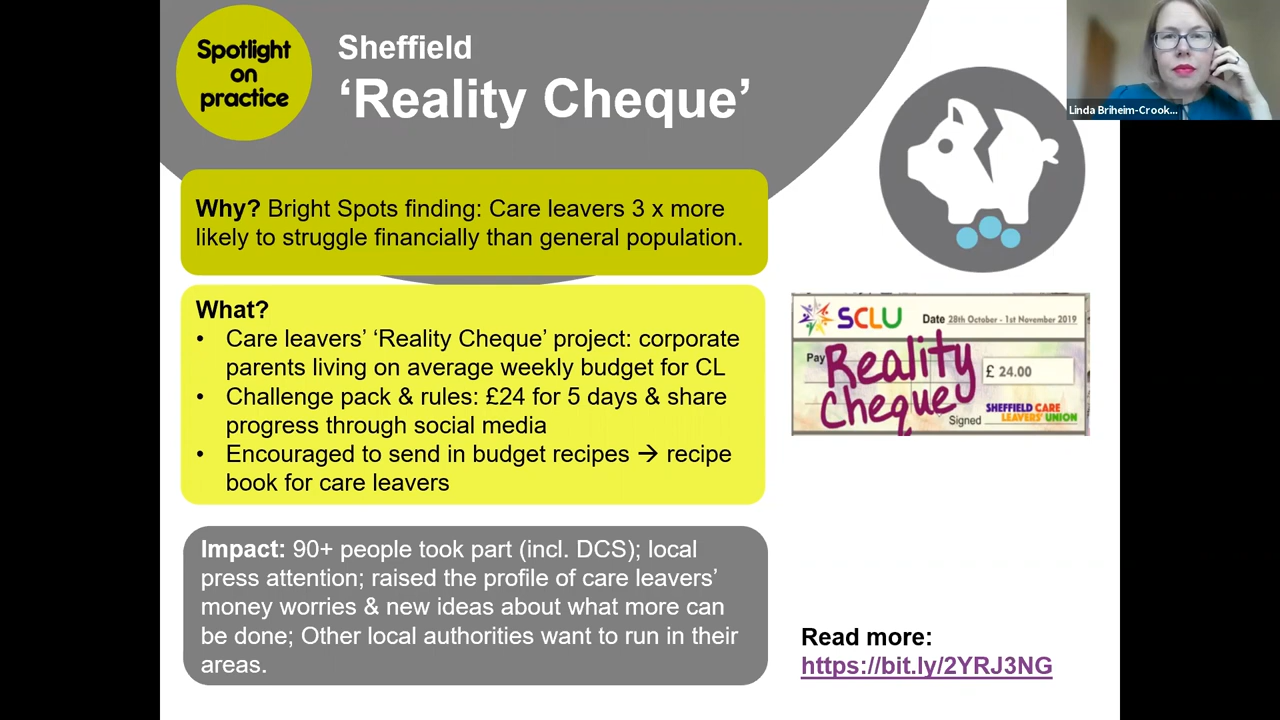 Spotlight
on
practice
Sheffield
‘Reality Cheque’
Linda Briheim-Crook...
Why? Bright Spots finding: Care leavers 3 x more
likely to struggle financially than general population.
What?
• Care leavers’ ‘Reality Cheque’ project: corporate
parents living on average weekly budget for CL
• Challenge pack & rules: £24 for 5 days & share
progress through social media
• Encouraged to send in budget recipes → recipe
book for care leavers
SCLU Date 28th October - 1st November 2019
Pay Reality £ 24.00
Cheque Signed SHEFFIELD CARE
LEAVERS' UNION
Impact: 90+ people took part (incl. DCS); local
press attention; raised the profile of care leavers’
money worries & new ideas about what more can
be done; Other local authorities want to run in their
areas.
Read more:
https://bit.ly/2YRJ3NG